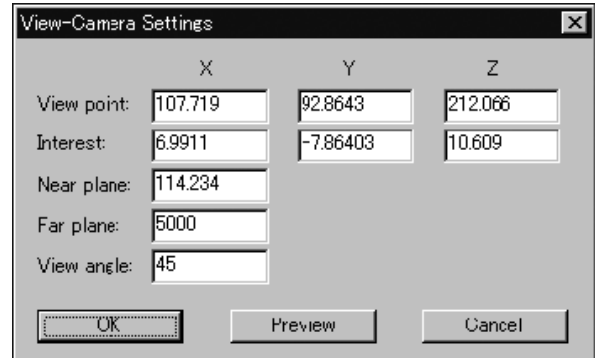 View-Camera Settings
X Y Z
View point: 107.719 92.8643 212.066
Interest: 6.9911 -7.86403 10.609
Near plane: 114.234
Far plane: 5000
View angle: 45
OK Preview Cancel